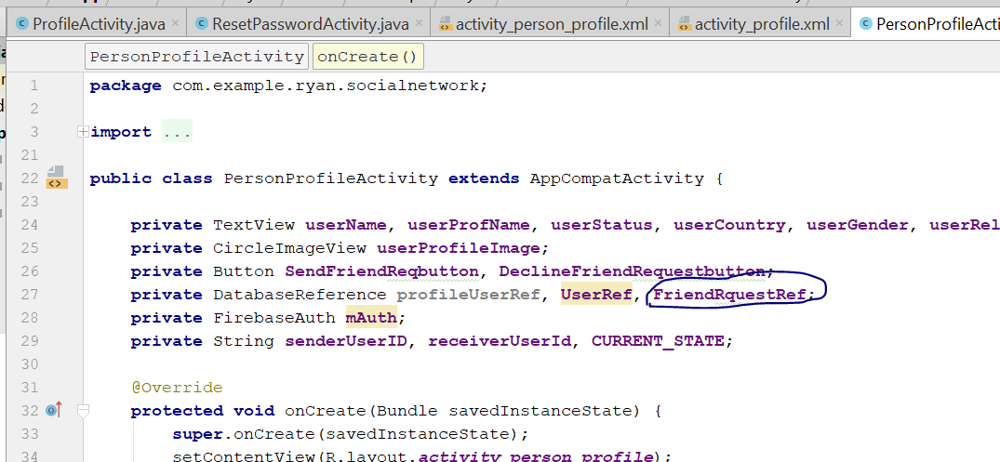 ProfileActivity.java × ResetPasswordActivity.java × activity_person_profile.xml × activity_profile.xml × PersonProfileActi
PersonProfileActivity onCreate()
1 package com.example.ryan.socialnetwork;
2
3 import ...
21
22 public class PersonProfileActivity extends AppCompatActivity {
23
24 private TextView userName, userProfName, userStatus, userCountry, userGender, userRel
25 private CircleImageView userProfileImage;
26 private Button SendFriendReqbutton, DeclineFriendRequestbutton;
27 private DatabaseReference profileUserRef, UserRef, FriendRquestRef;
28 private FirebaseAuth mAuth;
29 private String senderUserID, receiverUserId, CURRENT_STATE;
30
31 @Override
32 protected void onCreate(Bundle savedInstanceState) {
33 super.onCreate(savedInstanceState);
34 setContentView(R.layout.activity_person_profile);